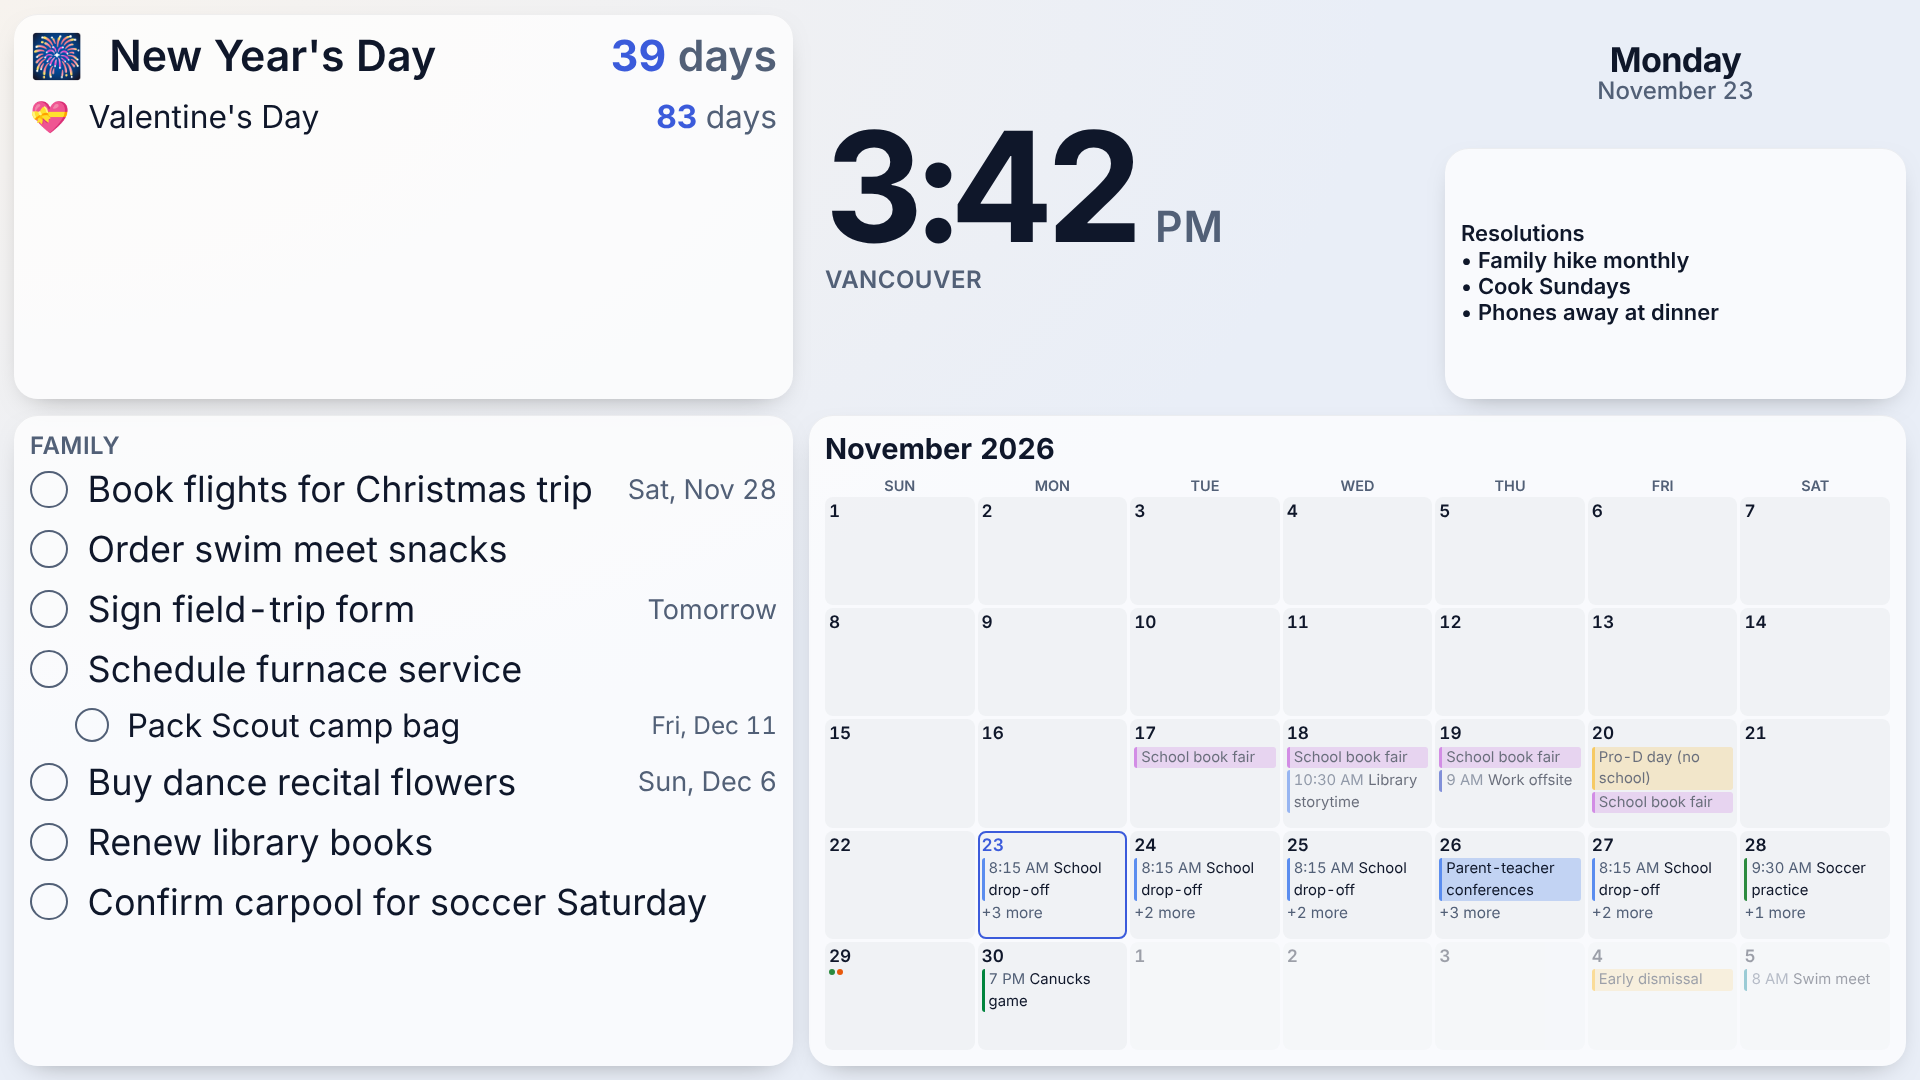 New Year's Day 39 days
Valentine's Day 83 days
3:42 PM
VANCOUVER
Monday
November 23
Resolutions
• Family hike monthly
• Cook Sundays
• Phones away at dinner
FAMILY
Book flights for Christmas trip Sat, Nov 28
Order swim meet snacks
Sign field-trip form Tomorrow
Schedule furnace service
Pack Scout camp bag Fri, Dec 11
Buy dance recital flowers Sun, Dec 6
Renew library books
Confirm carpool for soccer Saturday
November 2026
SUN MON TUE WED THU FRI SAT
1 2 3 4 5 6 7
8 9 10 11 12 13 14
15 16 17 18 19 20 21
School book fair School book fair School book fair Pro-D day (no
10:30 AM Library 9 AM Work offsite school)
storytime School book fair
22 23 24 25 26 27 28
8:15 AM School 8:15 AM School 8:15 AM School Parent-teacher 8:15 AM School 9:30 AM Soccer
drop-off drop-off drop-off conferences drop-off practice
+3 more +2 more +2 more +3 more +2 more +1 more
29 30 1 2 3 4 5
7 PM Canucks Early dismissal 8 AM Swim meet
game